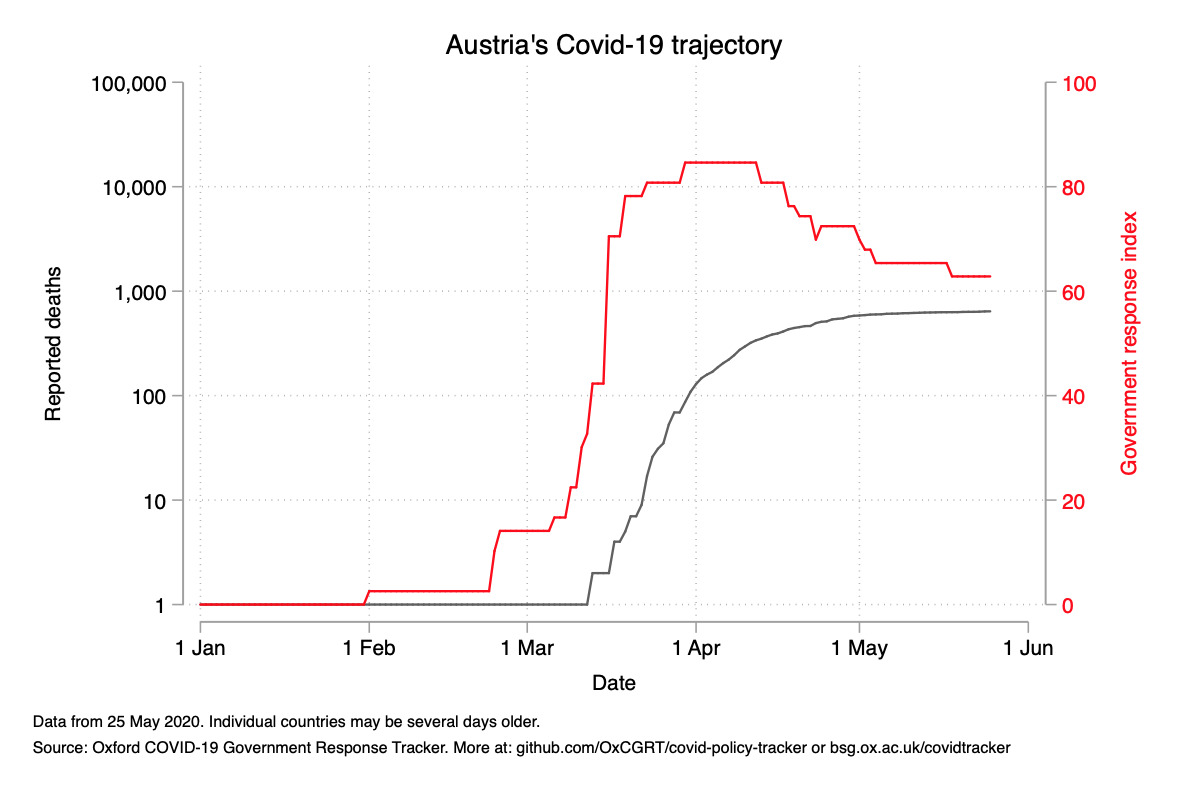 Austria's Covid-19 trajectory
100,000
10,000
1,000
100
10
1
Reported deaths
100
80
60
40
20
0
Government response index
1 Jan
1 Feb
1 Mar
1 Apr
1 May
1 Jun
Date
Data from 25 May 2020. Individual countries may be several days older.
Source: Oxford COVID-19 Government Response Tracker. More at: github.com/OxCGRT/covid-policy-tracker or bsg.ox.ac.uk/covidtracker